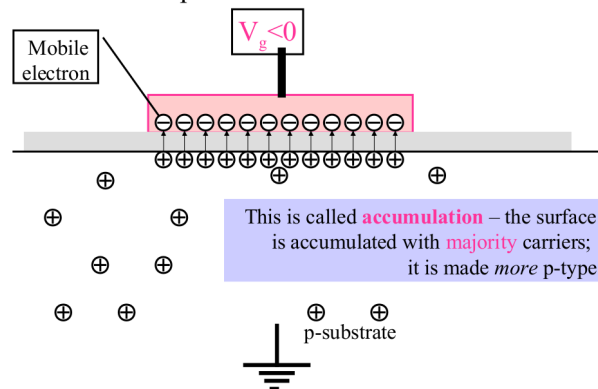 V_g<0
Mobile
electron
This is called accumulation – the surface
is accumulated with majority carriers;
it is made more p-type
p-substrate